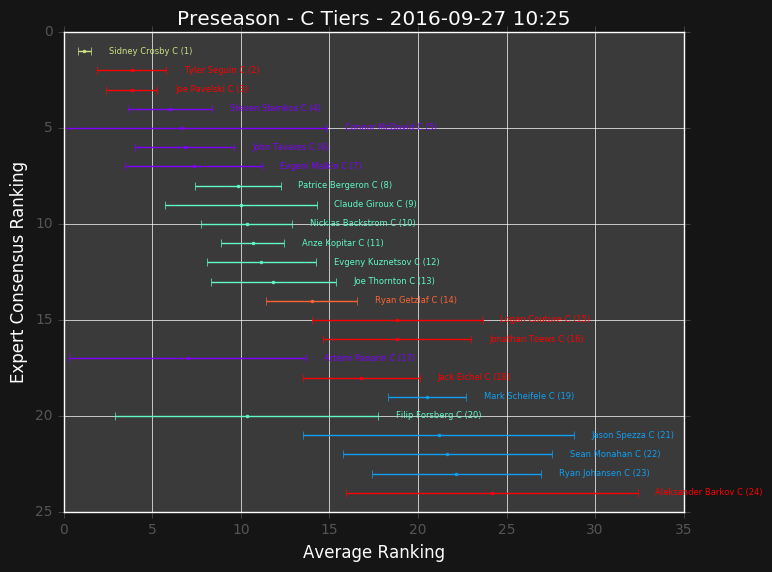 Preseason - C Tiers - 2016-09-27 10:25
Expert Consensus Ranking
0
5
10
15
20
25
Sidney Crosby C (1)
Tyler Seguin C (2)
Joe Pavelski C (3)
Steven Stamkos C (4)
C (5)
John Tavares C (6)
Evgeni Malkin C (7)
Patrice Bergeron C (8)
Claude Giroux C (9)
Nicklas Backstrom C (10)
Anze Kopitar C (11)
Evgeny Kuznetsov C (12)
Joe Thornton C (13)
Ryan Getzlaf C (14)
C (15)
Jonathan Toews C (16)
Artemi Panarin C (17)
Jack Eichel C (18)
Mark Scheifele C (19)
Filip Forsberg C (20)
Jason Spezza C (21)
Sean Monahan C (22)
Ryan Johansen C (23)
Aleksander Barkov C (24)
0 5 10 15 20 25 30 35
Average Ranking